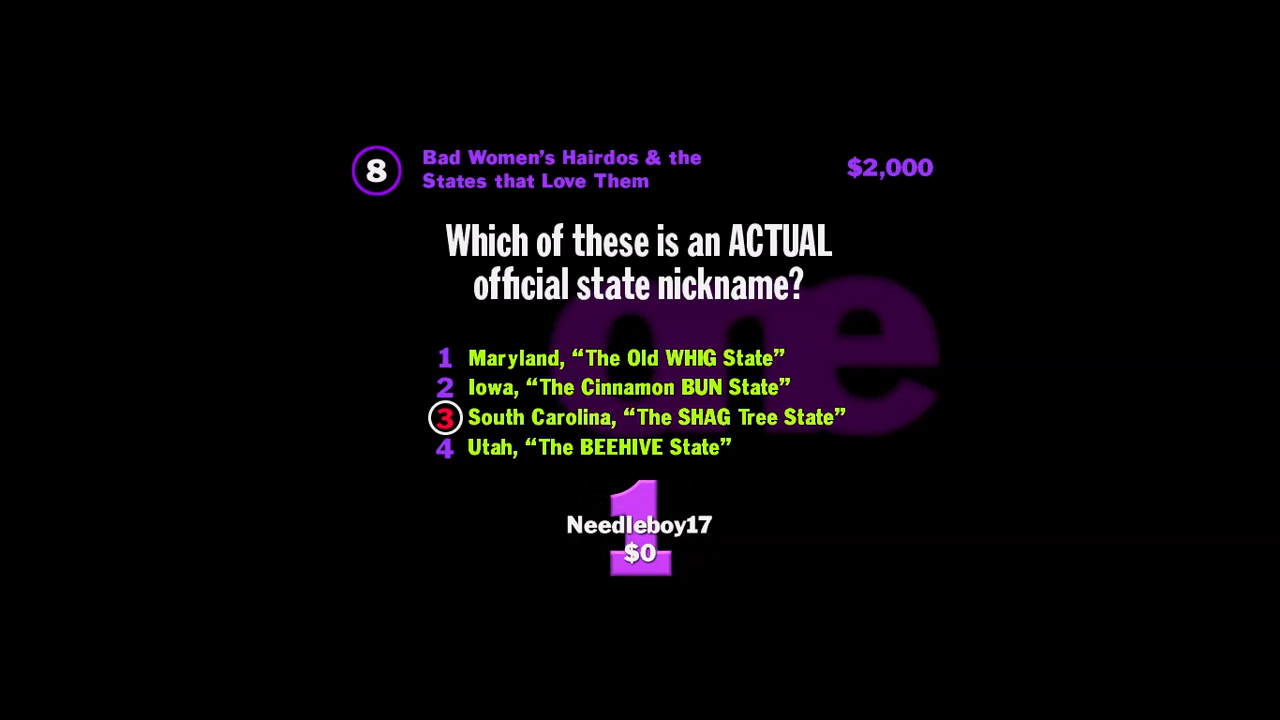 8
Bad Women's Hairdos & the
States that Love Them
$2,000
Which of these is an ACTUAL
official state nickname?
one
1 Maryland, “The Old WHIG State”
2 Iowa, “The Cinnamon BUN State”
3 South Carolina, “The SHAG Tree State”
4 Utah, “The BEEHIVE State”
1
Needleboy17
$0